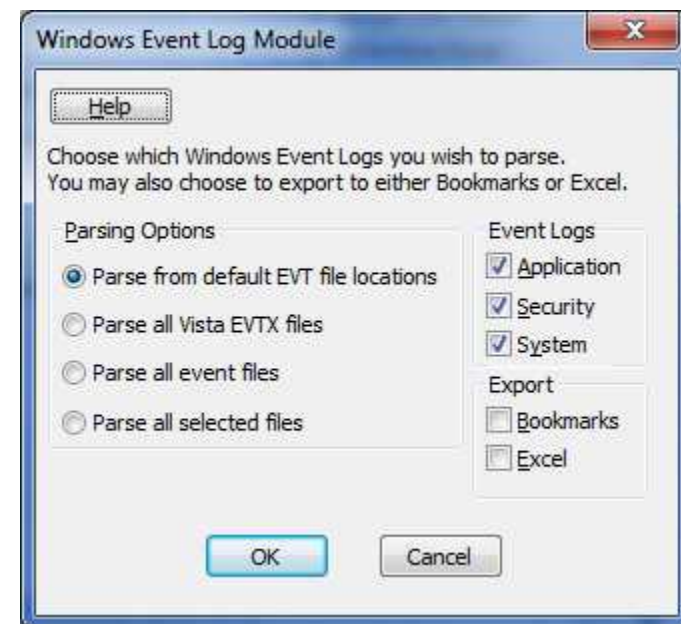 Windows Event Log Module
Help
Choose which Windows Event Logs you wish to parse.
You may also choose to export to either Bookmarks or Excel.
Parsing Options
Parse from default EVT file locations
Parse all Vista EVTX files
Parse all event files
Parse all selected files
Event Logs
Application
Security
System
Export
Bookmarks
Excel
OK
Cancel